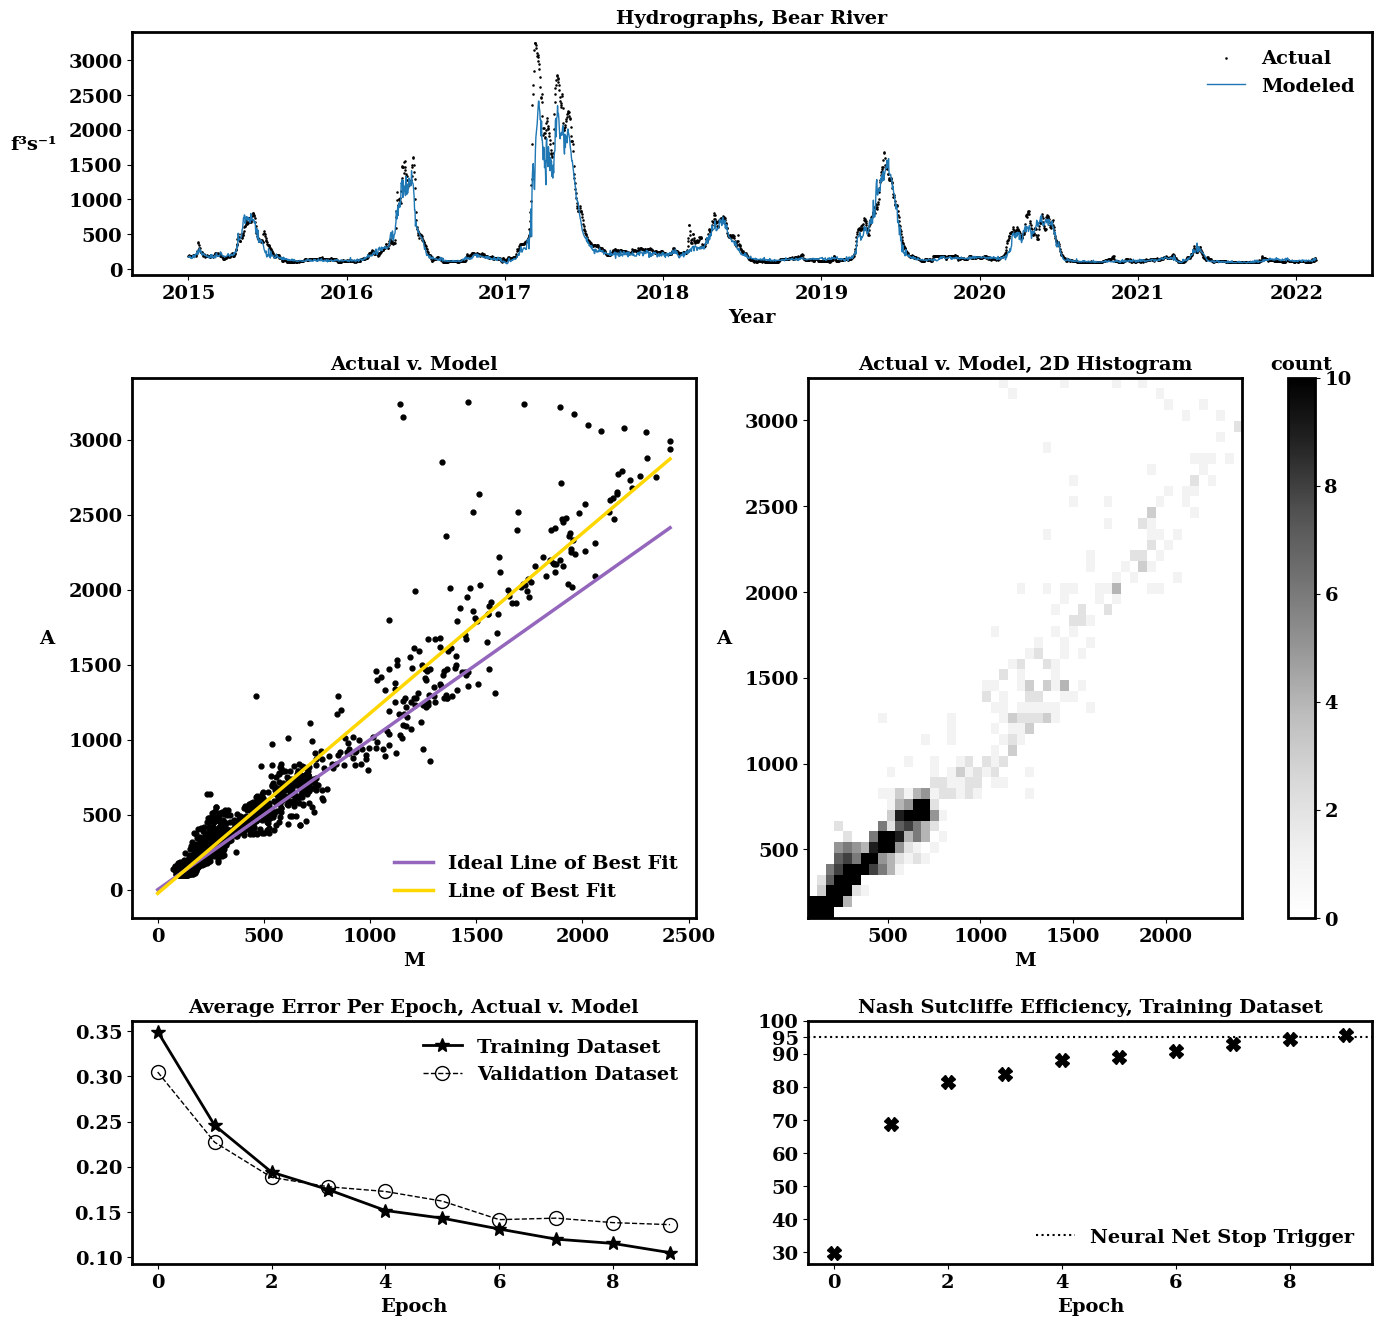 Hydrographs, Bear River
3000
2500
2000
1500
1000
500
0
f³s⁻¹
Actual
Modeled
2015 2016 2017 2018 2019 2020 2021 2022
Year
Actual v. Model
3000
2500
2000
1500
1000
500
0
A
Ideal Line of Best Fit
Line of Best Fit
0 500 1000 1500 2000 2500
M
Actual v. Model, 2D Histogram
3000
2500
2000
1500
1000
500
A
500 1000 1500 2000
M
count
10
8
6
4
2
0
Average Error Per Epoch, Actual v. Model
0.35
0.30
0.25
0.20
0.15
0.10
Training Dataset
Validation Dataset
0 2 4 6 8
Epoch
Nash Sutcliffe Efficiency, Training Dataset
100
95
90
80
70
60
50
40
30
Neural Net Stop Trigger
0 2 4 6 8
Epoch